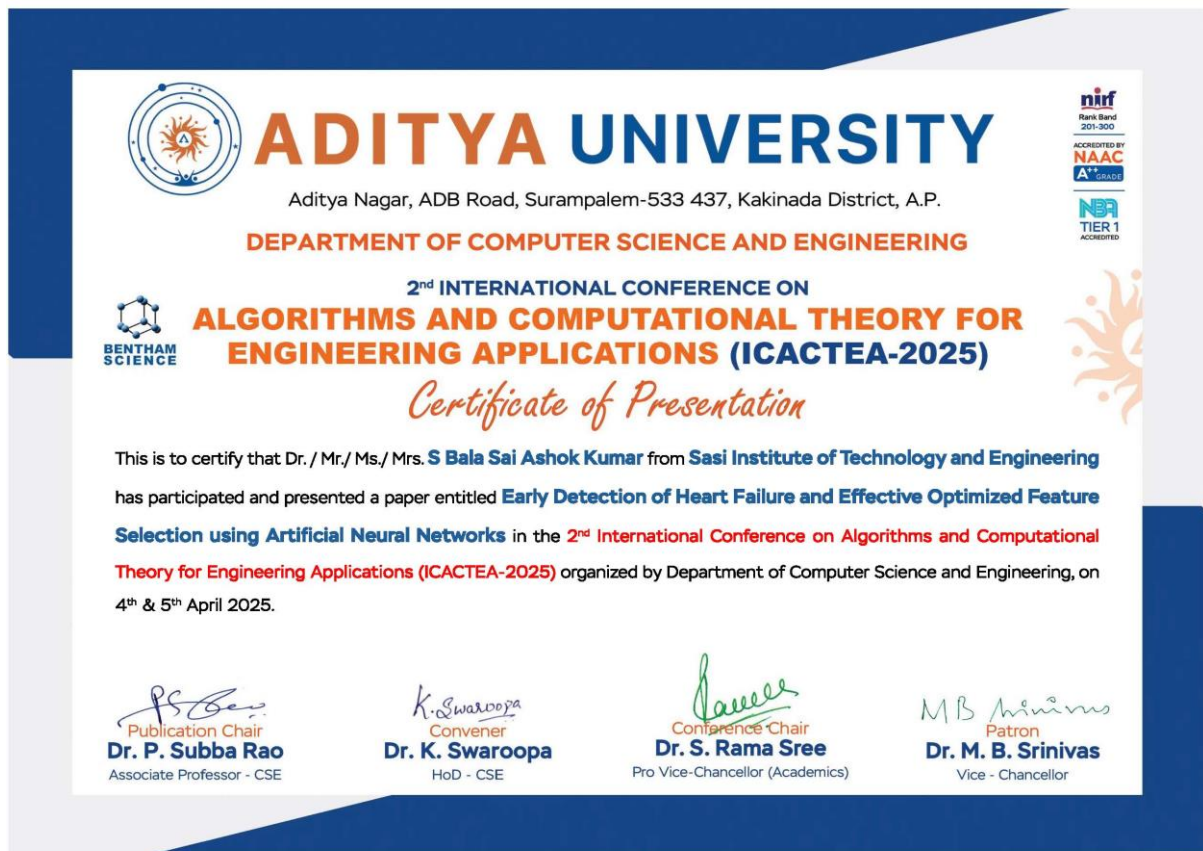 ADITYA UNIVERSITY
Aditya Nagar, ADB Road, Surampalem-533 437, Kakinada District, A.P.
DEPARTMENT OF COMPUTER SCIENCE AND ENGINEERING
nirf
Rank Band
201-300
ACCREDITED BY
NAAC
A++ GRADE
NBA
TIER 1
ACCREDITED
2nd INTERNATIONAL CONFERENCE ON
BENTHAM
SCIENCE
ALGORITHMS AND COMPUTATIONAL THEORY FOR
ENGINEERING APPLICATIONS (ICACTEA-2025)
Certificate of Presentation
This is to certify that Dr. / Mr./ Ms./ Mrs. S Bala Sai Ashok Kumar from Sasi Institute of Technology and Engineering
has participated and presented a paper entitled Early Detection of Heart Failure and Effective Optimized Feature
Selection using Artificial Neural Networks in the 2nd International Conference on Algorithms and Computational
Theory for Engineering Applications (ICACTEA-2025) organized by Department of Computer Science and Engineering, on
4th & 5th April 2025.
K. Swaroopa
Publication Chair
Dr. P. Subba Rao
Associate Professor - CSE
Convener
Dr. K. Swaroopa
HoD - CSE
Conference Chair
Dr. S. Rama Sree
Pro Vice-Chancellor (Academics)
M B Srinivas
Patron
Dr. M. B. Srinivas
Vice - Chancellor